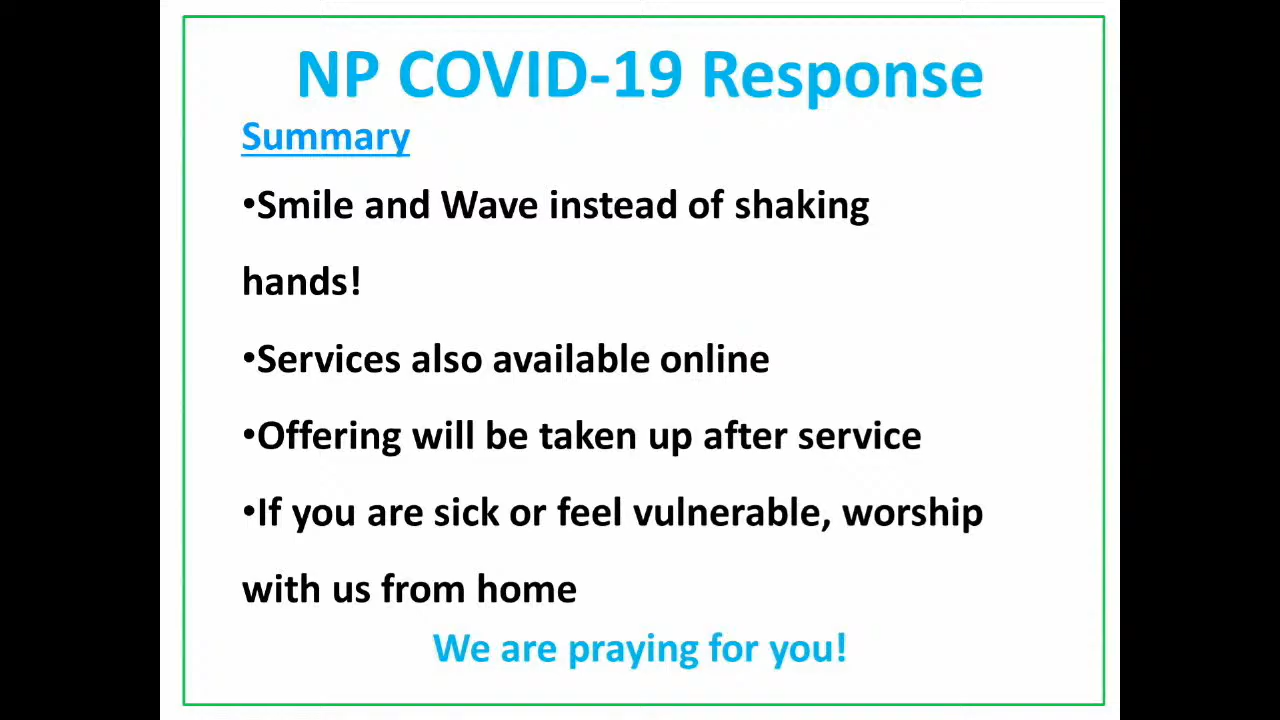 NP COVID-19 Response
Summary
•Smile and Wave instead of shaking
hands!
•Services also available online
•Offering will be taken up after service
•If you are sick or feel vulnerable, worship
with us from home
We are praying for you!